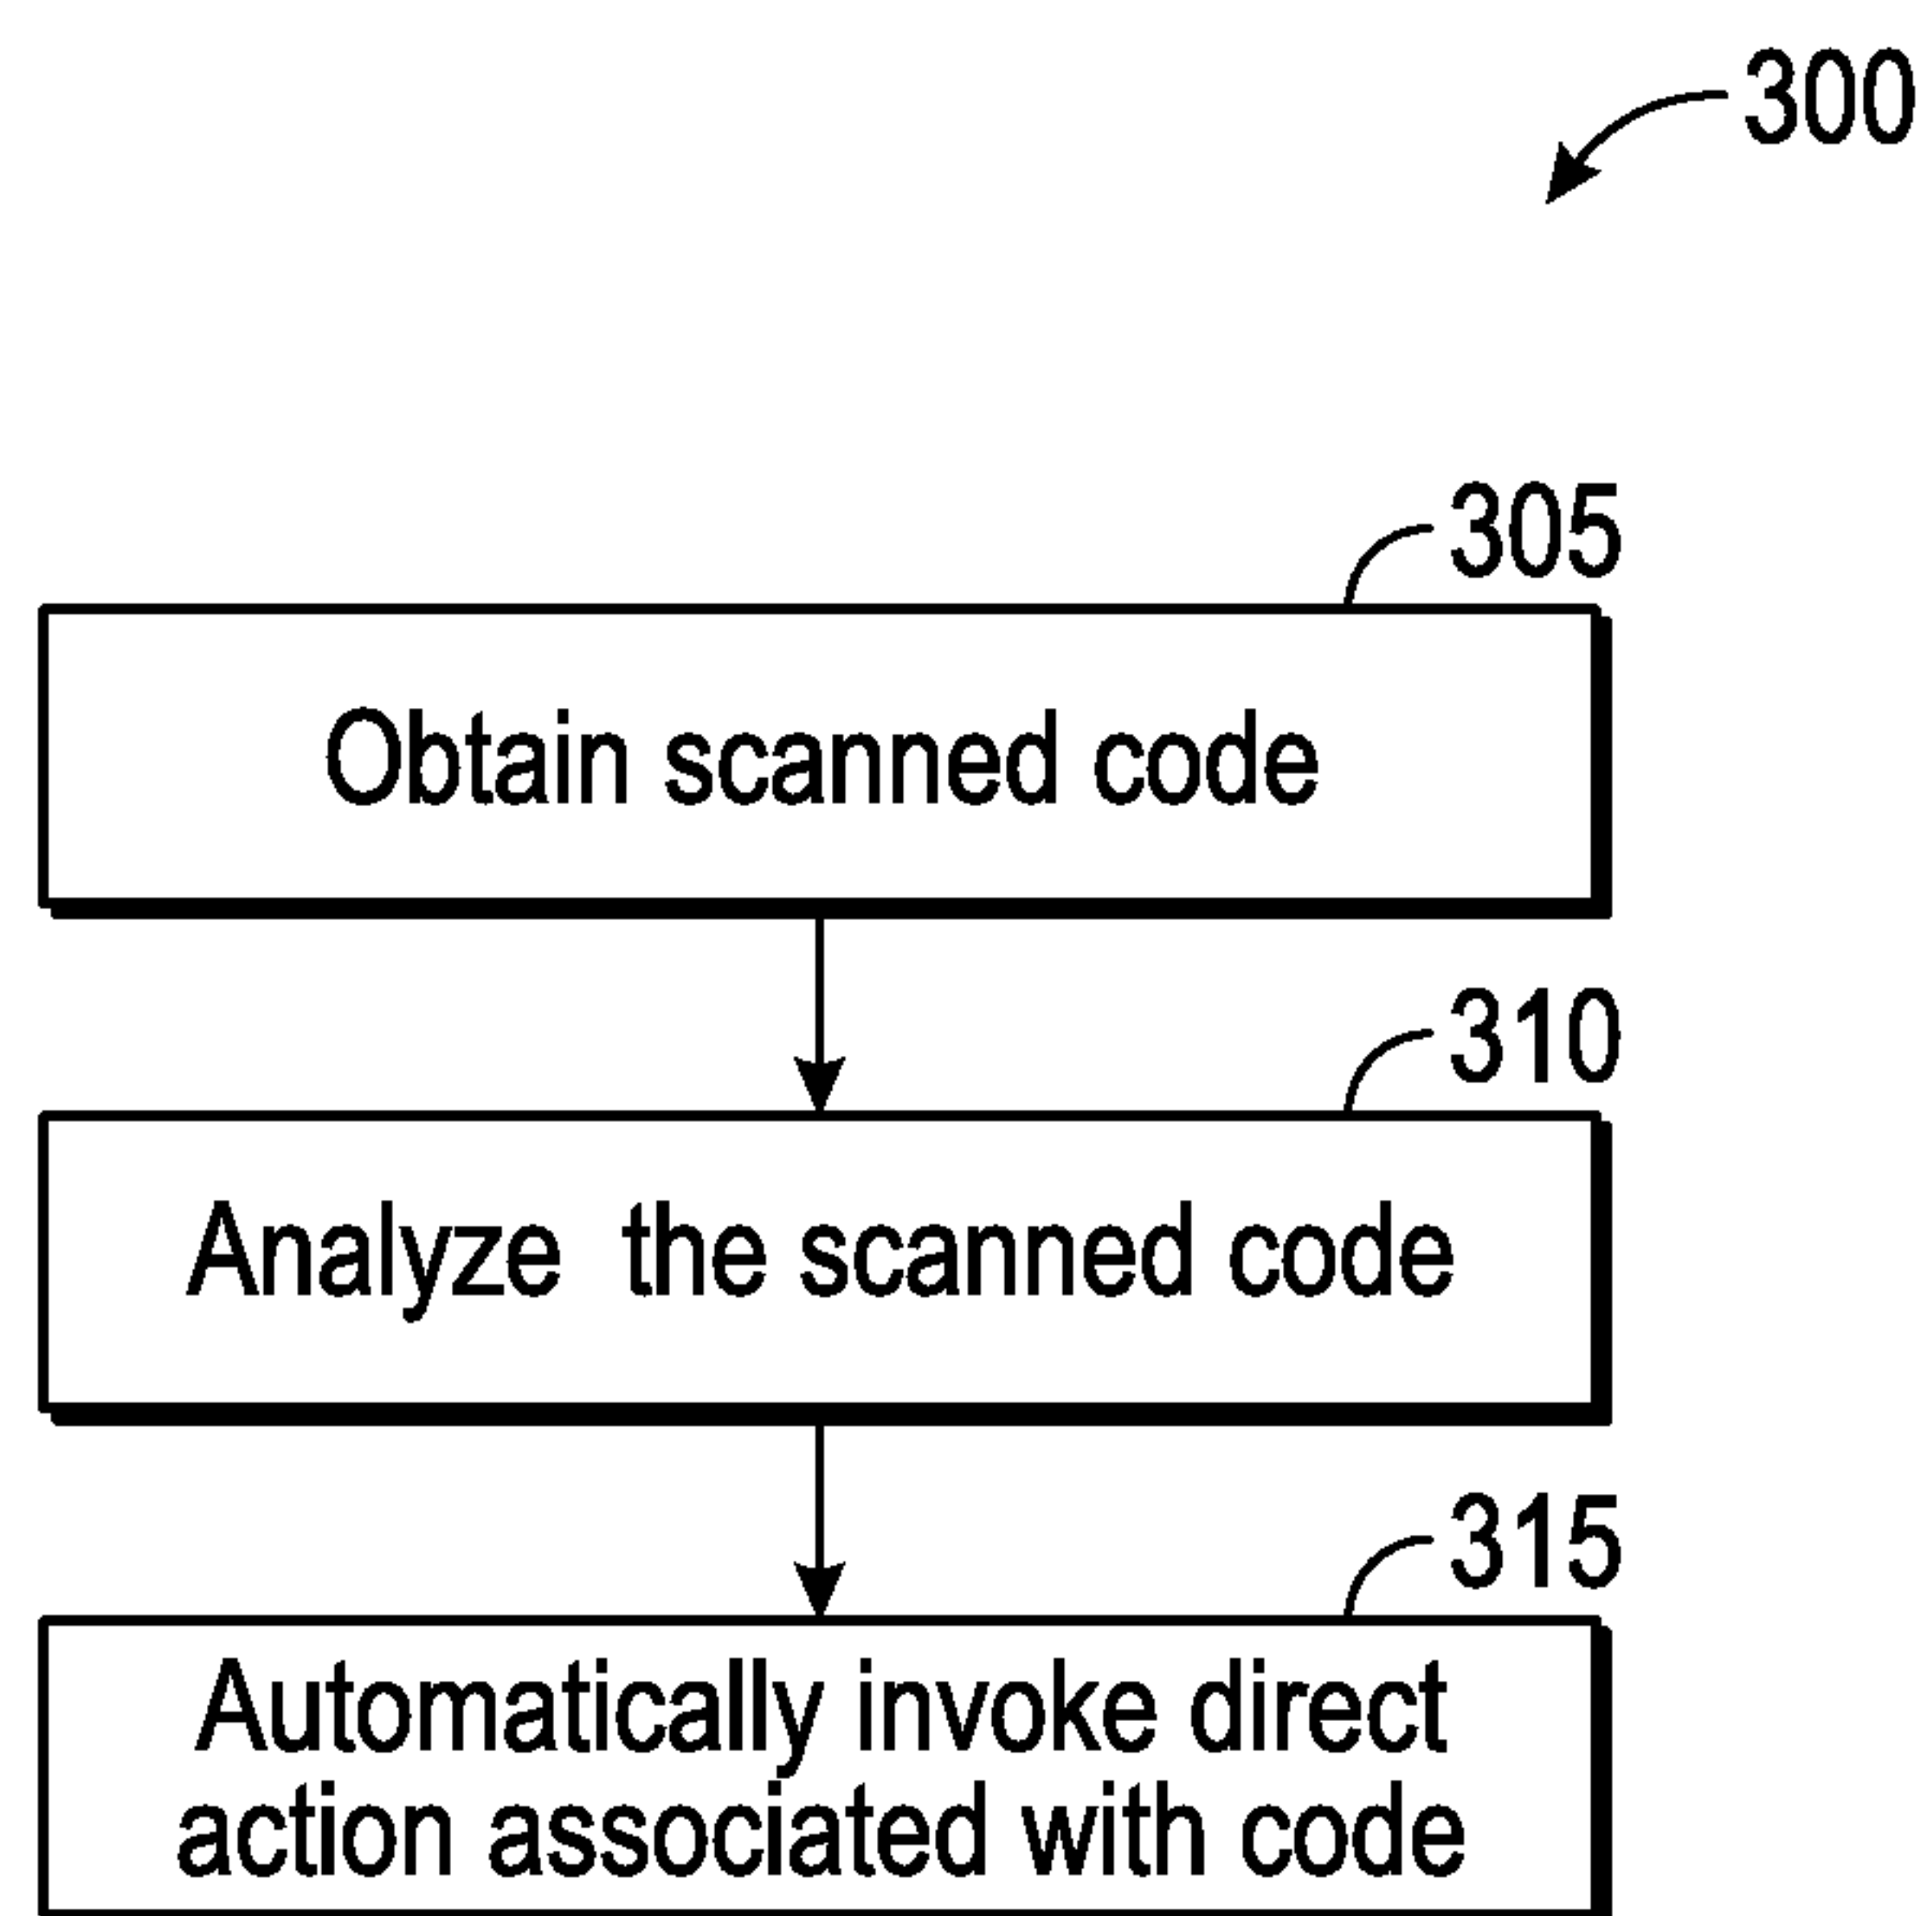 300
305
Obtain scanned code
310
Analyze the scanned code
315
Automatically invoke direct
action associated with code